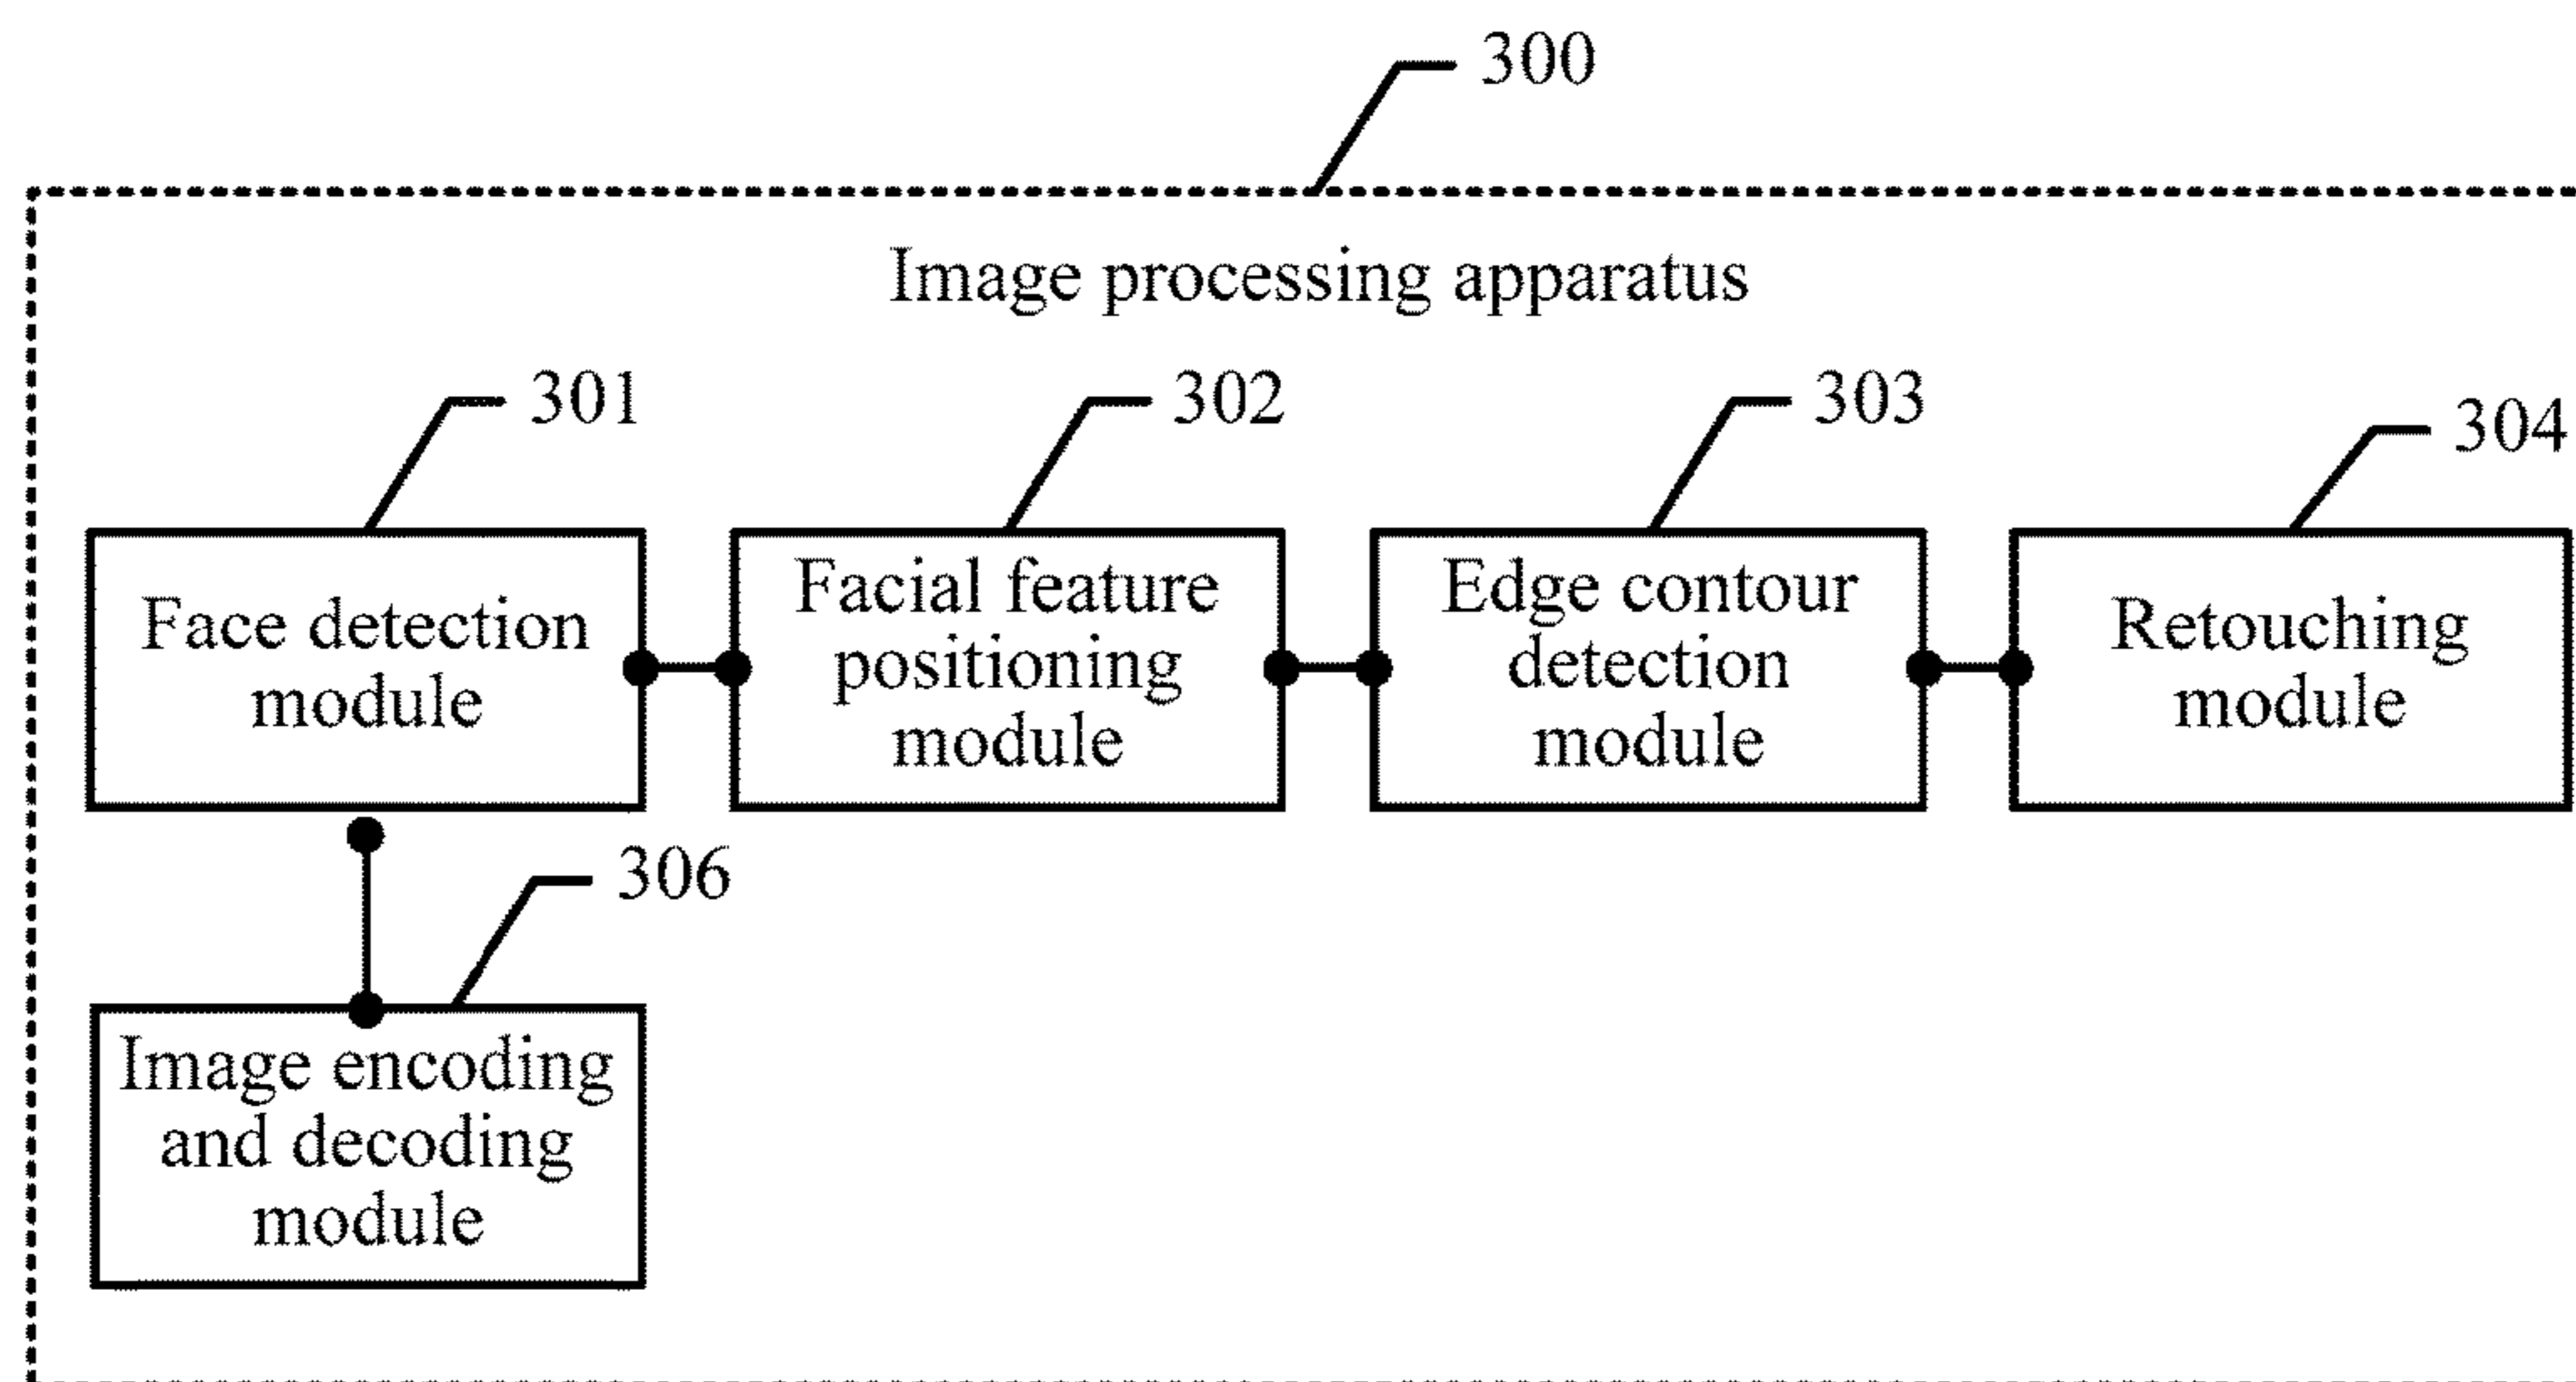 300
Image processing apparatus
301
302
303
304
Face detection
module
Facial feature
positioning
module
Edge contour
detection
module
Retouching
module
306
Image encoding
and decoding
module